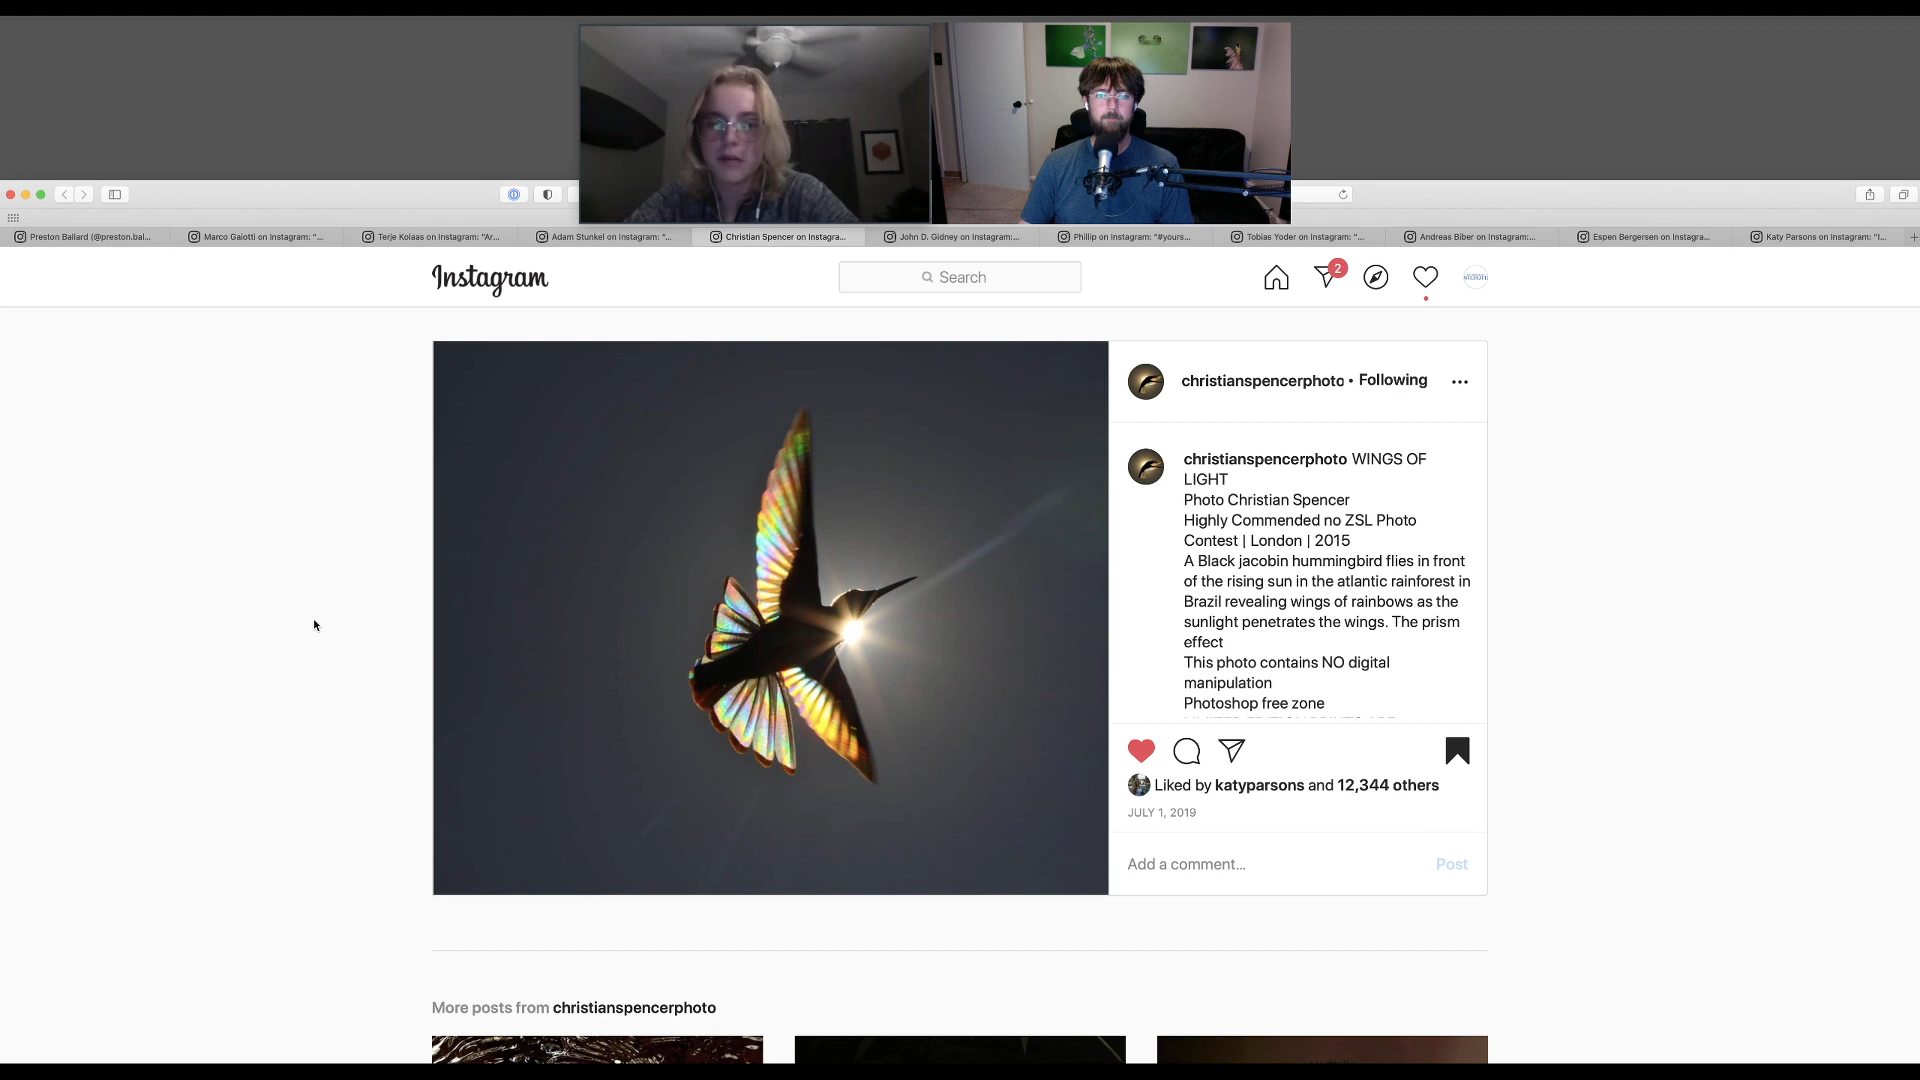 Preston Ballard (@preston.bal...
Marco Gaiotti on Instagram: "...
Terje Kolaas on Instagram: "Ar...
Adam Stunkel on Instagram: "...
Christian Spencer on Instagra...
John D. Gidney on Instagram:...
Phillip on Instagram: "#yours...
Tobias Yoder on Instagram: "...
Andreas Biber on Instagram:...
Espen Bergersen on Instagra...
Katy Parsons on Instagram: "I...
Instagram
Search
2
christianspencerphoto • Following
christianspencerphoto WINGS OF
LIGHT
Photo Christian Spencer
Highly Commended no ZSL Photo
Contest | London | 2015
A Black jacobin hummingbird flies in front
of the rising sun in the atlantic rainforest in
Brazil revealing wings of rainbows as the
sunlight penetrates the wings. The prism
effect
This photo contains NO digital
manipulation
Photoshop free zone
Liked by katyparsons and 12,344 others
JULY 1, 2019
Add a comment...
Post
More posts from christianspencerphoto